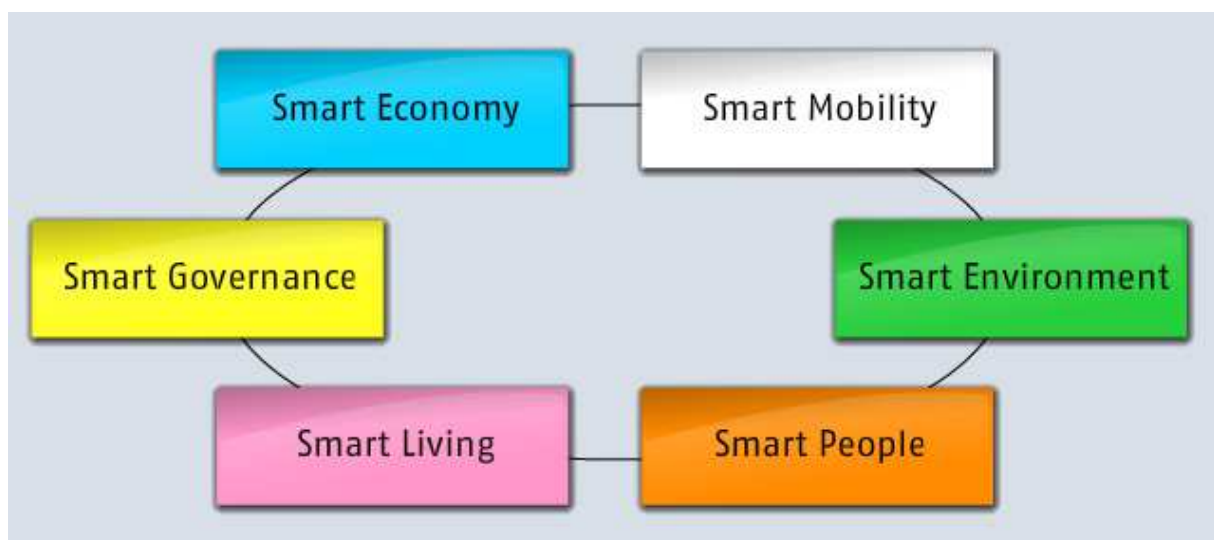 Smart Economy
Smart Mobility
Smart Governance
Smart Environment
Smart Living
Smart People